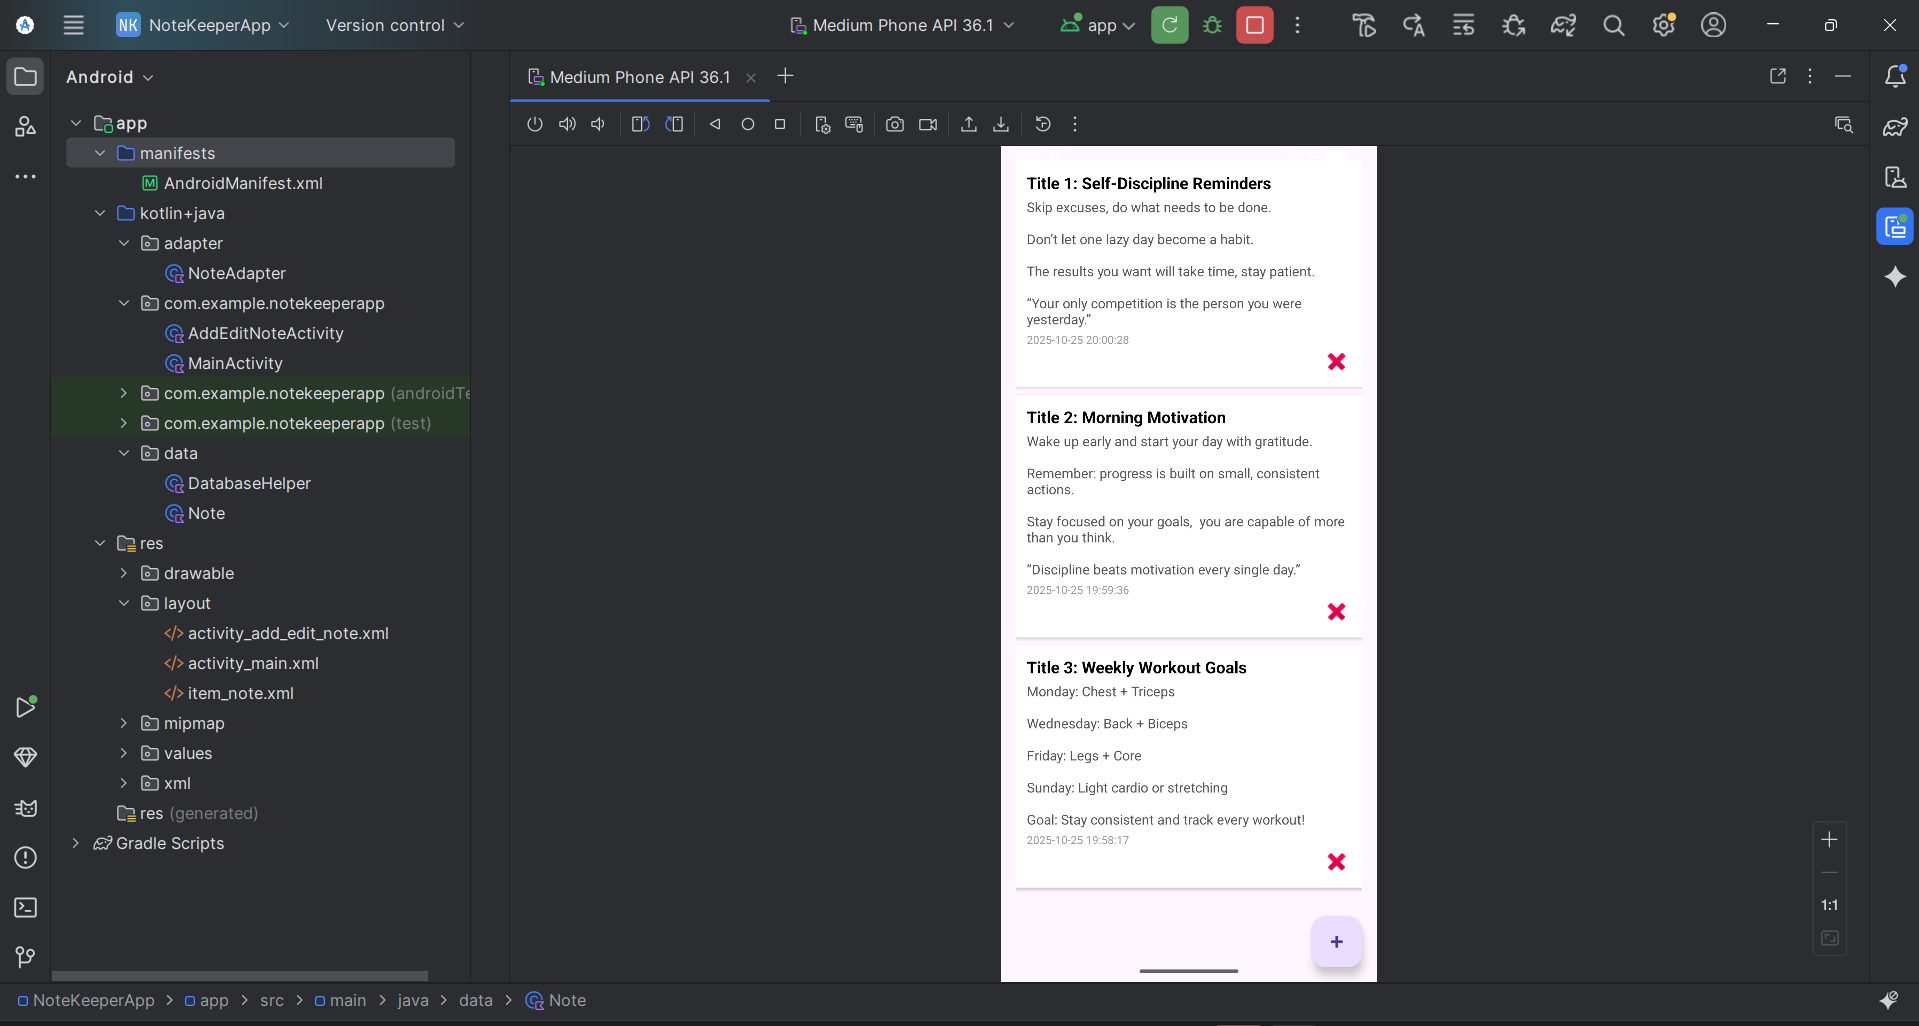 NK NoteKeeperApp Version control Medium Phone API 36.1 app
Android
Medium Phone API 36.1
app
manifests
AndroidManifest.xml
kotlin+java
adapter
NoteAdapter
com.example.notekeeperapp
AddEditNoteActivity
MainActivity
com.example.notekeeperapp (androidTe
com.example.notekeeperapp (test)
data
DatabaseHelper
Note
res
drawable
layout
activity_add_edit_note.xml
activity_main.xml
item_note.xml
mipmap
values
xml
res (generated)
Gradle Scripts
Title 1: Self-Discipline Reminders
Skip excuses, do what needs to be done.
Don’t let one lazy day become a habit.
The results you want will take time, stay patient.
“Your only competition is the person you were
yesterday.”
2025-10-25 20:00:28
Title 2: Morning Motivation
Wake up early and start your day with gratitude.
Remember: progress is built on small, consistent
actions.
Stay focused on your goals,  you are capable of more
than you think.
“Discipline beats motivation every single day.”
2025-10-25 19:59:36
Title 3: Weekly Workout Goals
Monday: Chest + Triceps
Wednesday: Back + Biceps
Friday: Legs + Core
Sunday: Light cardio or stretching
Goal: Stay consistent and track every workout!
2025-10-25 19:58:17
+
1:1
NoteKeeperApp > app > src > main > java > data > Note